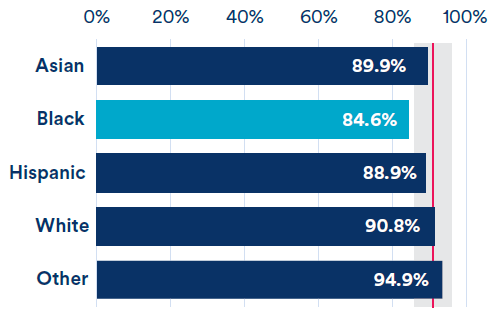 0% 20% 40% 60% 80% 100%
Asian 89.9%
Black 84.6%
Hispanic 88.9%
White 90.8%
Other 94.9%